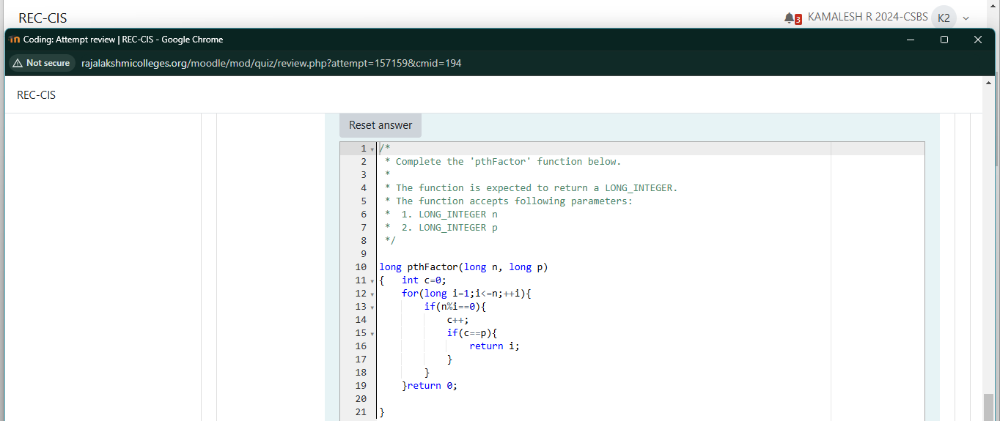 REC-CIS
3 KAMALESH R 2024-CSBS K2
Coding: Attempt review | REC-CIS - Google Chrome
Not secure rajalakshmicolleges.org/moodle/mod/quiz/review.php?attempt=157159&cmid=194
REC-CIS
Reset answer
1 /*
2  * Complete the 'pthFactor' function below.
3  *
4  * The function is expected to return a LONG_INTEGER.
5  * The function accepts following parameters:
6  *  1. LONG_INTEGER n
7  *  2. LONG_INTEGER p
8  */
9
10 long pthFactor(long n, long p)
11 {   int c=0;
12     for(long i=1;i<=n;++i){
13         if(n%i==0){
14             c++;
15             if(c==p){
16                 return i;
17             }
18         }
19     }return 0;
20
21 }